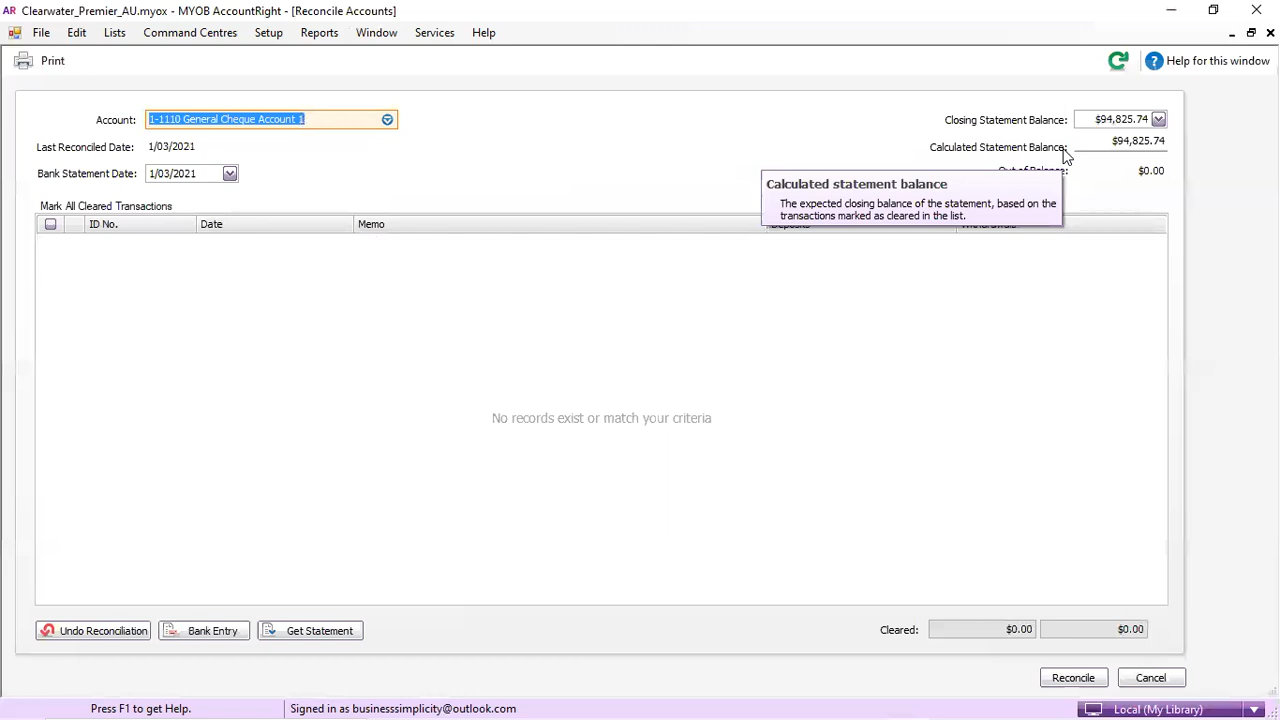 AR Clearwater_Premier_AU.myox - MYOB AccountRight - [Reconcile Accounts]
File Edit Lists Command Centres Setup Reports Window Services Help
Print ? Help for this window
Account: 1-1110 General Cheque Account 1 Closing Statement Balance: $94,825.74
Last Reconciled Date: 1/03/2021 Calculated Statement Balance: $94,825.74
Bank Statement Date: 1/03/2021 Out of Balance: $0.00
Calculated statement balance
The expected closing balance of the statement, based on the
transactions marked as cleared in the list.
Mark All Cleared Transactions
ID No. Date Memo Deposits Withdrawals
No records exist or match your criteria
Undo Reconciliation Bank Entry Get Statement Cleared: $0.00 $0.00
Reconcile Cancel
Press F1 to get Help. Signed in as businessimplicity@outlook.com Local (My Library)